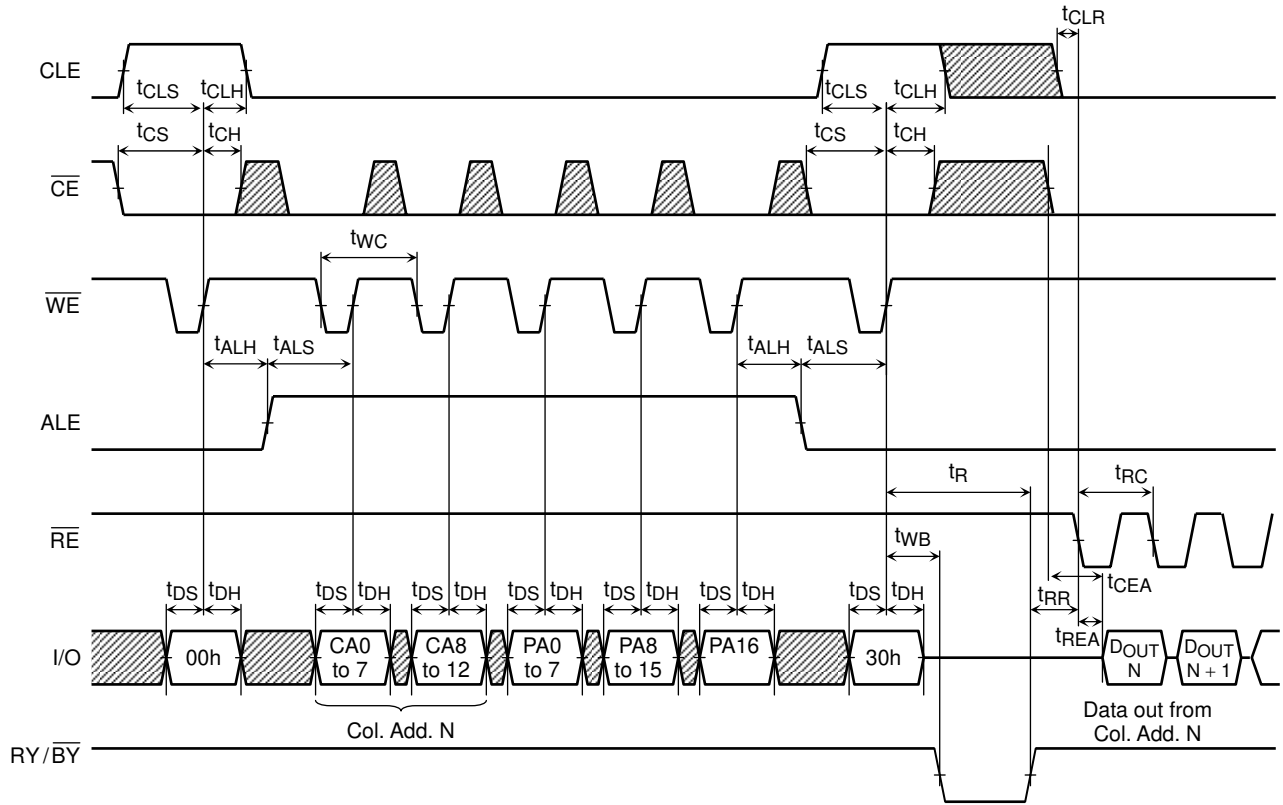 tCLR
CLE
tCLS tCLH tCLS tCLH
tCS tCH tCS tCH
CE
tWC
WE
tALH tALS tALH tALS
ALE
tR tRC
RE
tWB
tCEA
tDS tDH tDS tDH tDS tDH tDS tDH tDS tDH tDS tDH tDS tDH
tRR
tREA
I/O
00h
CA0
to 7
CA8
to 12
PA0
to 7
PA8
to 15
PA16
30h
DOUT
N
DOUT
N + 1
Col. Add. N
Data out from
Col. Add. N
RY/BY